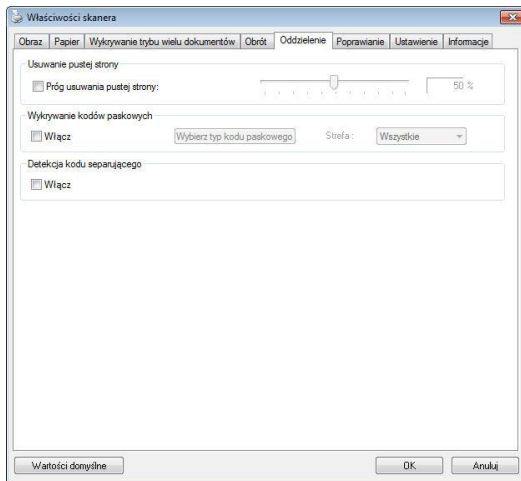 Właściwości skanera
Obraz Papier Wykrywanie trybu wielu dokumentów Obrót Oddzielenie Poprawianie Ustawienie Informacje
Usuwanie pustej strony
Próg usuwania pustej strony: 50 %
Wykrywanie kodów paskowych
Włącz Wybierz typ kodu paskowego Strefa : Wszystkie
Detekcja kodu separującego
Włącz
Wartości domyślne OK Anuluj